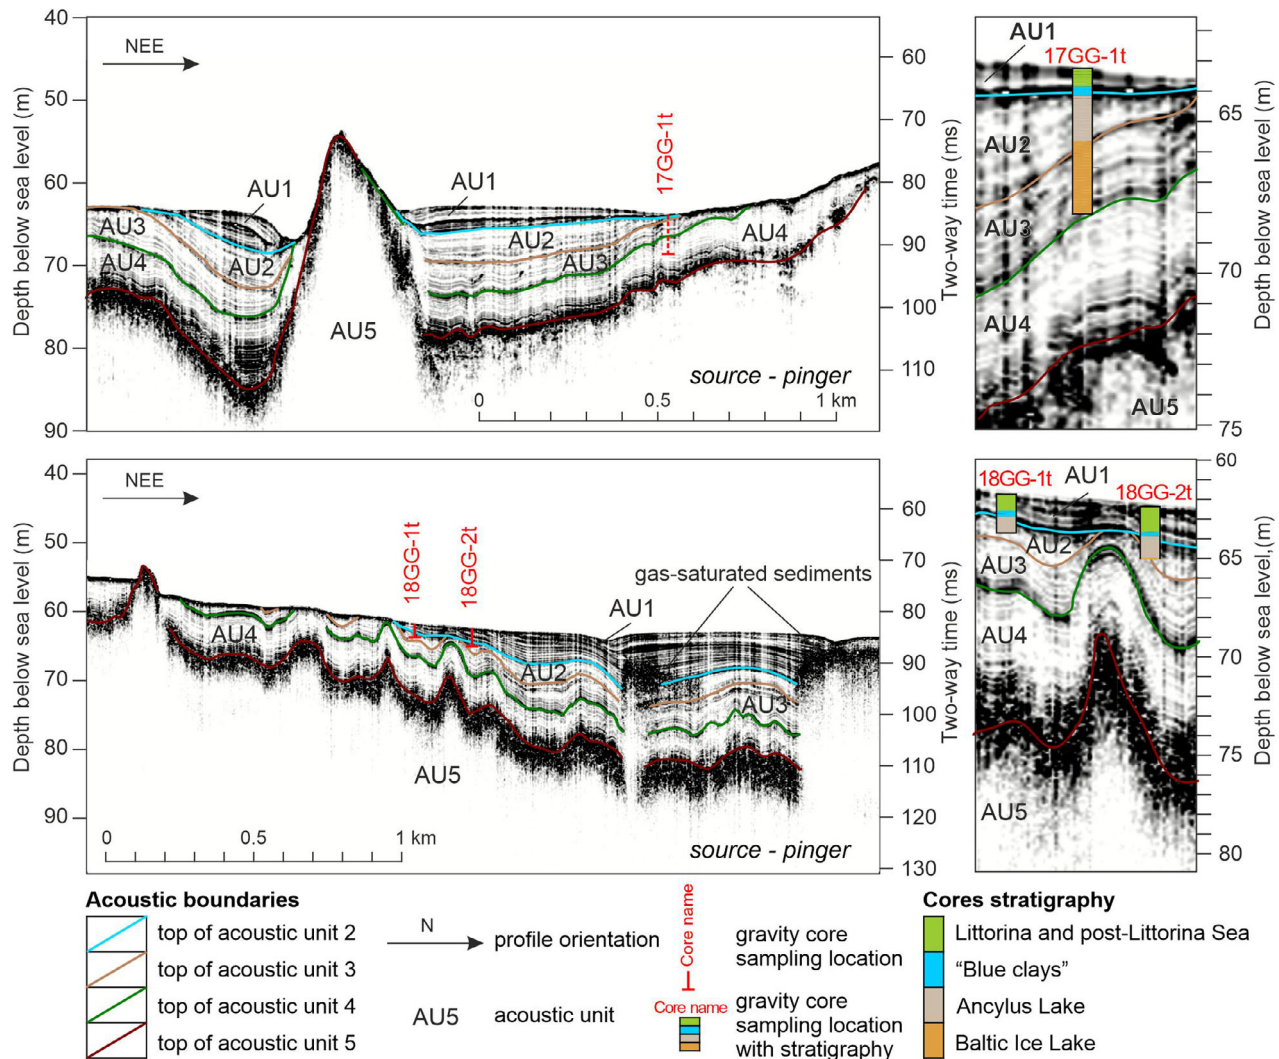 40
50
60
70
80
90
Depth below sea level (m)
NEE
AU1
AU3
AU4
AU2
AU5
AU1
AU2
AU3
AU4
17GG-1t
source - pinger
0
0.5
1 km
60
70
80
90
100
110
Two-way time (ms)
AU1
17GG-1t
AU2
AU3
AU4
AU5
65
70
75
Depth below sea level (m)
40
50
60
70
80
90
Depth below sea level (m)
NEE
18GG-1t
18GG-2t
gas-saturated sediments
AU1
AU4
AU2
AU3
AU5
0
0.5
1 km
source - pinger
60
70
80
90
100
110
120
130
Two-way time (ms)
18GG-1t
AU1
18GG-2t
AU2
AU3
AU4
AU5
60
65
70
75
80
Depth below sea level,(m)
Acoustic boundaries
top of acoustic unit 2
top of acoustic unit 3
top of acoustic unit 4
top of acoustic unit 5
N
profile orientation
AU5
acoustic unit
Core name
gravity core
sampling location
Core name
gravity core
sampling location
with stratigraphy
Cores stratigraphy
Littorina and post-Littorina Sea
“Blue clays”
Ancylus Lake
Baltic Ice Lake